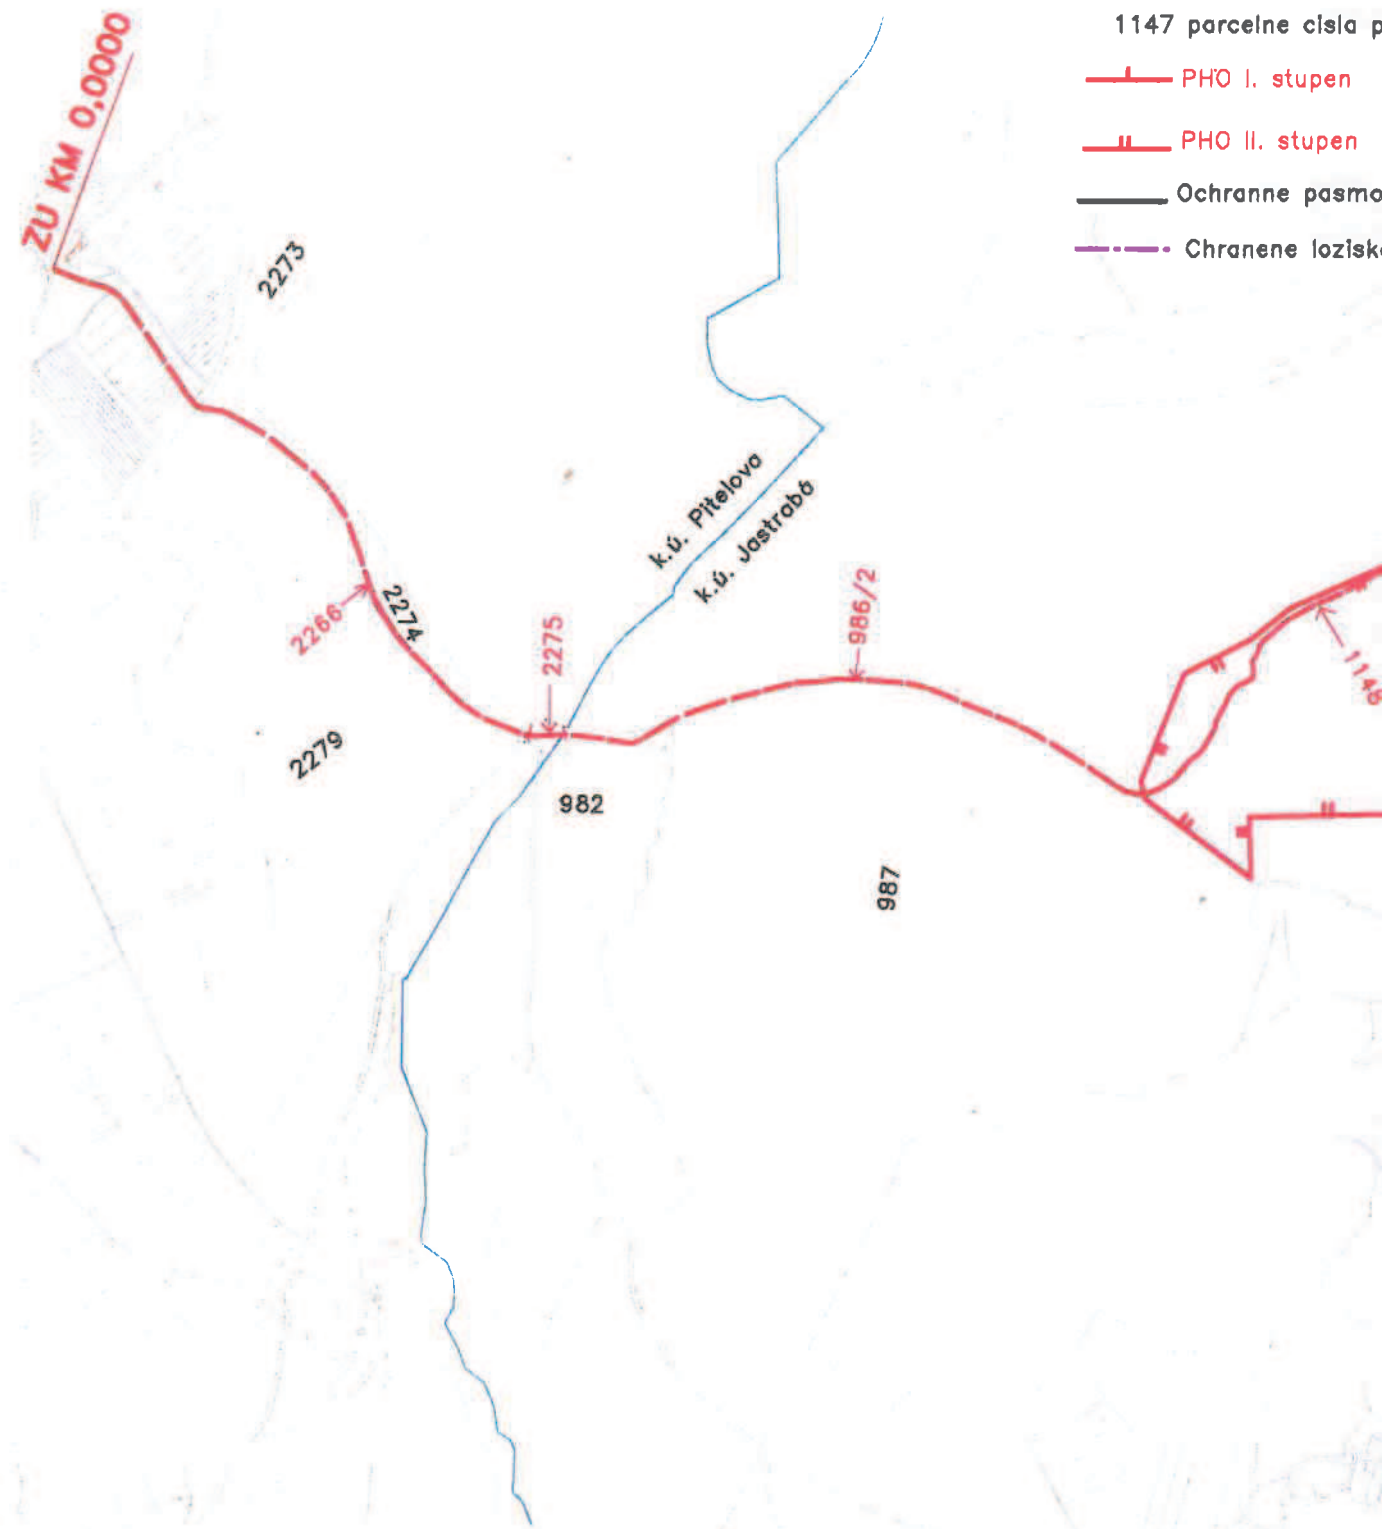 1147 parcelne cisla p
PHO I. stupen
PHO II. stupen
Ochranne pasmo
Chranene lozisk
ZU KM 0,0000
2273
k.ú. Pitelova
k.ú. Jastrabá
2266
2274
2275
986/2
1148
2279
982
987